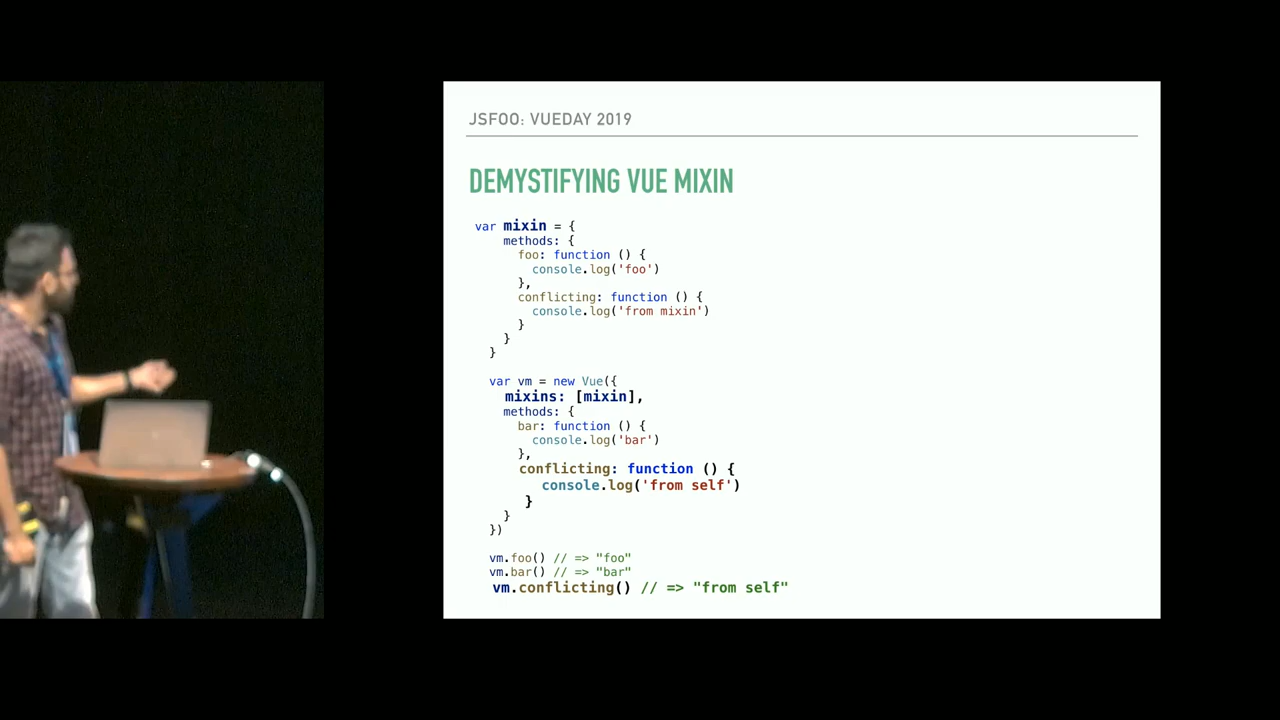 JSFOO: VUEDAY 2019
DEMYSTIFYING VUE MIXIN
var mixin = {
methods: {
foo: function () {
console.log('foo')
},
conflicting: function () {
console.log('from mixin')
}
}
}
var vm = new Vue({
mixins: [mixin],
methods: {
bar: function () {
console.log('bar')
},
conflicting: function () {
console.log('from self')
}
}
})
vm.foo() // => "foo"
vm.bar() // => "bar"
vm.conflicting() // => "from self"